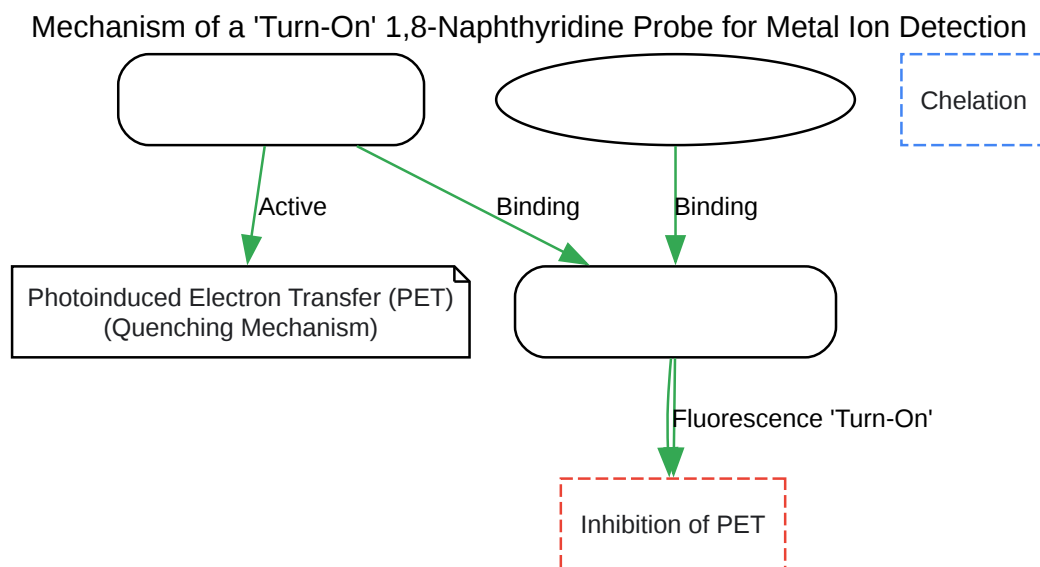 Mechanism of a 'Turn-On' 1,8-Naphthyridine Probe for Metal Ion Detection
Chelation
Active
Binding
Binding
Photoinduced Electron Transfer (PET)
(Quenching Mechanism)
Fluorescence 'Turn-On'
Inhibition of PET